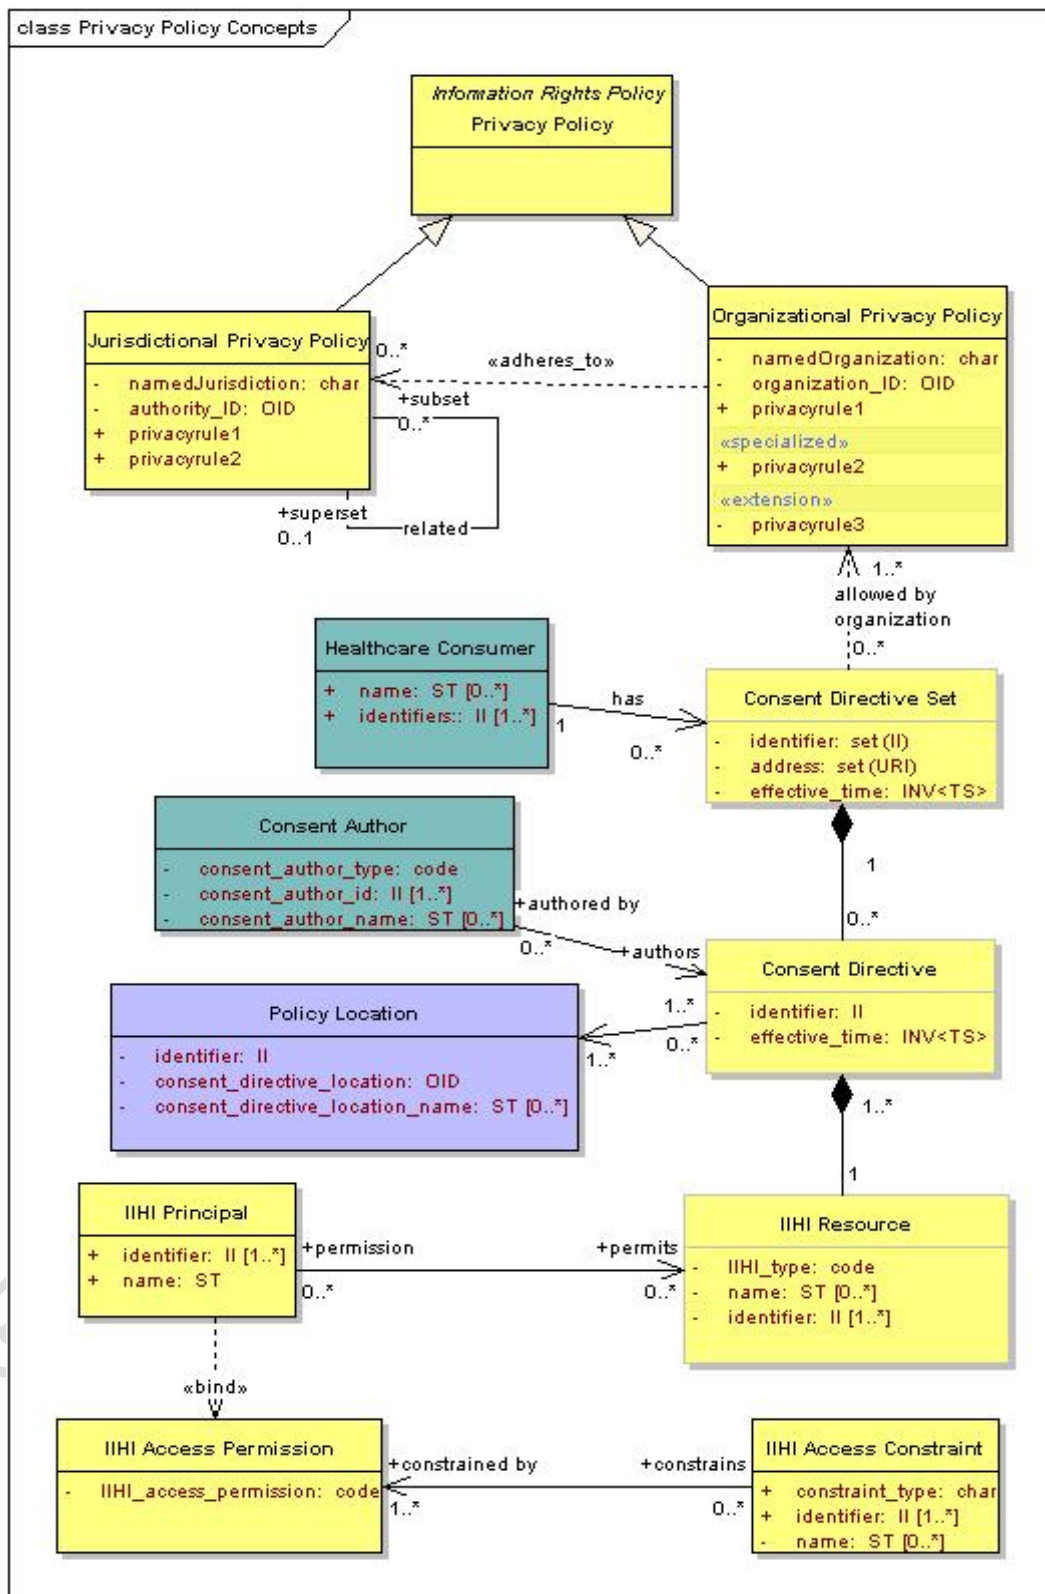 class Privacy Policy Concepts
Information Rights Policy
Privacy Policy
Jurisdictional Privacy Policy
- namedJurisdiction: char
- authority_ID: OID
+ privacyrule1
+ privacyrule2
0..*
«adheres_to»
+subset
0..*
+superset
0..1
related
Organizational Privacy Policy
- namedOrganization: char
- organization_ID: OID
+ privacyrule1
«specialized»
+ privacyrule2
«extension»
- privacyrule3
1..*
allowed by
organization
0..*
Healthcare Consumer
+ name: ST [0..*]
+ identifiers:: II [1..*]
has
1
0..*
Consent Directive Set
- identifier: set (II)
- address: set (URI)
- effective_time: INV<TS>
1
0..*
Consent Author
- consent_author_type: code
- consent_author_id: II [1..*]
- consent_author_name: ST [0..*]
+authored by
0..*
+authors
1..*
Consent Directive
- identifier: II
- effective_time: INV<TS>
0..*
1..*
Policy Location
- identifier: II
- consent_directive_location: OID
- consent_directive_location_name: ST [0..*]
1..*
1
IIHI Principal
+ identifier: II [1..*]
+ name: ST
+permission
0..*
+permits
0..*
IIHI Resource
- IIHI_type: code
- name: ST [0..*]
- identifier: II [1..*]
«bind»
IIHI Access Permission
- IIHI_access_permission: code
+constrained by
1..*
+constrains
0..*
IIHI Access Constraint
+ constraint_type: char
+ identifier: II [1..*]
- name: ST [0..*]